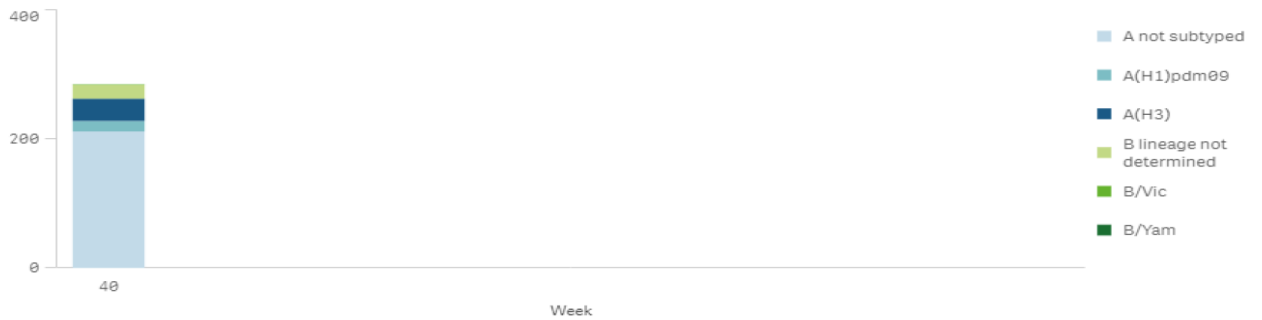 400
200
0
40
Week
A not subtyped
A(H1)pdm09
A(H3)
B lineage not
determined
B/Vic
B/Yam